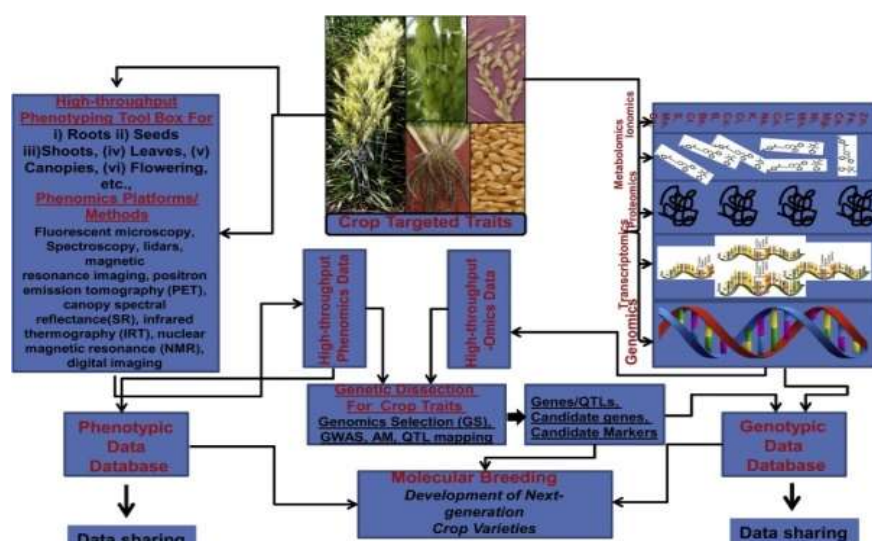 Crop Targeted Traits
High-throughput
Phenotyping Tool Box For
i) Roots ii) Seeds
iii)Shoots, (iv) Leaves, (v)
Canopies, (vi) Flowering,
etc.,
Phenomics Platforms/
Methods
Fluorescent microscopy,
Spectroscopy, lidars,
magnetic
resonance imaging, positron
emission tomography (PET),
canopy spectral
reflectance(SR), infrared
thermography (IRT), nuclear
magnetic resonance (NMR),
digital imaging
Ionomics
Metabolomics
Proteomics
Transcriptomics
Genomics
High-throughput
Phenomics Data
High-throughput
-Omics Data
Genetic Dissection
For Crop Traits
Genomics Selection (GS),
GWAS, AM, QTL mapping
Genes/QTLs,
Candidate genes,
Candidate Markers
Phenotypic
Data
Database
Genotypic
Data
Database
Molecular Breeding
Development of Next-
generation
Crop Varieties
Data sharing
Data sharing